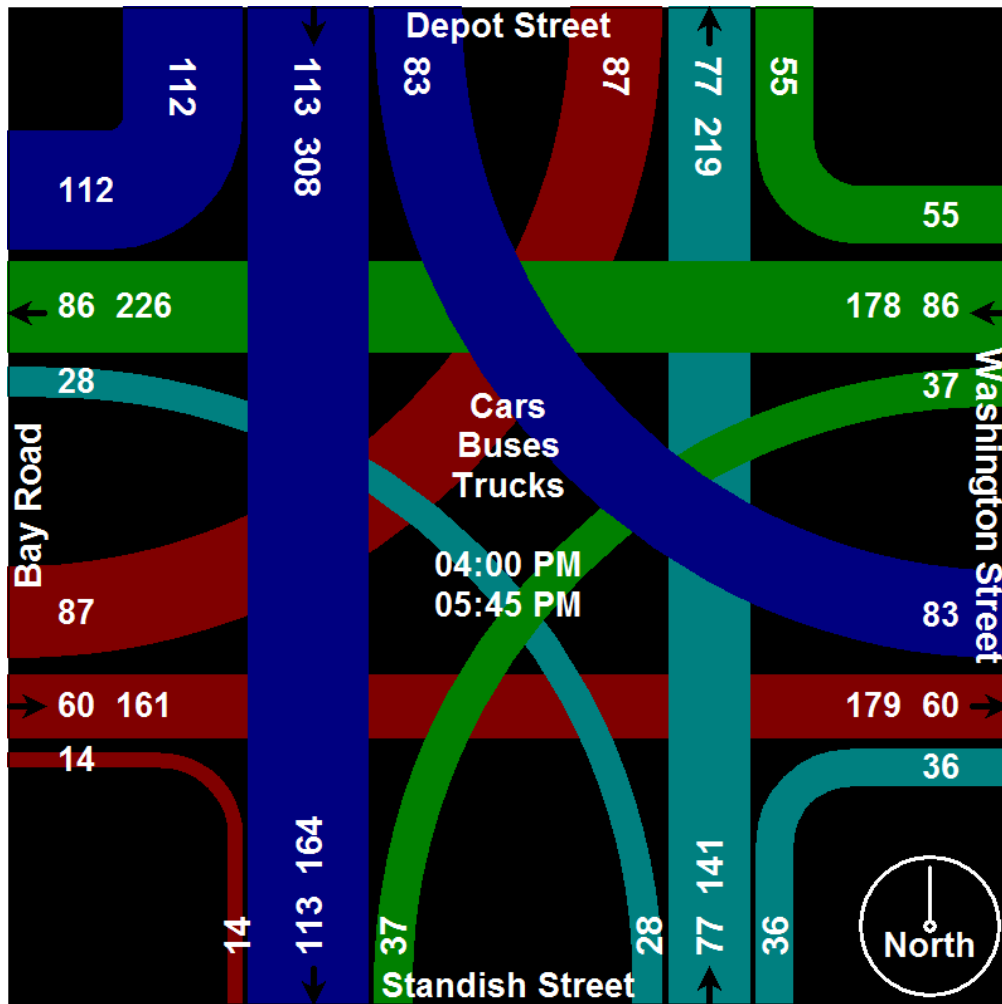 Depot Street
112
113 308
83
87
77 219
55
112
55
86 226
178 86
28
37
Cars
Buses
Trucks
Bay Road
Washington Street
04:00 PM
05:45 PM
87
83
60 161
179 60
14
36
14
113 164
37
28
77 141
36
North
Standish Street